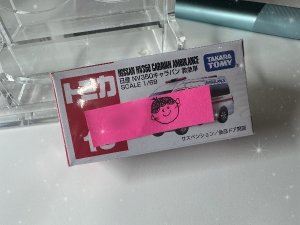 トミカ
NISSAN NV350 CARAVAN AMBULANCE
日産 NV350キャラバン 救急車
SCALE 1/69
TAKARA
TOMY
サスペンション/後部ドア開閉